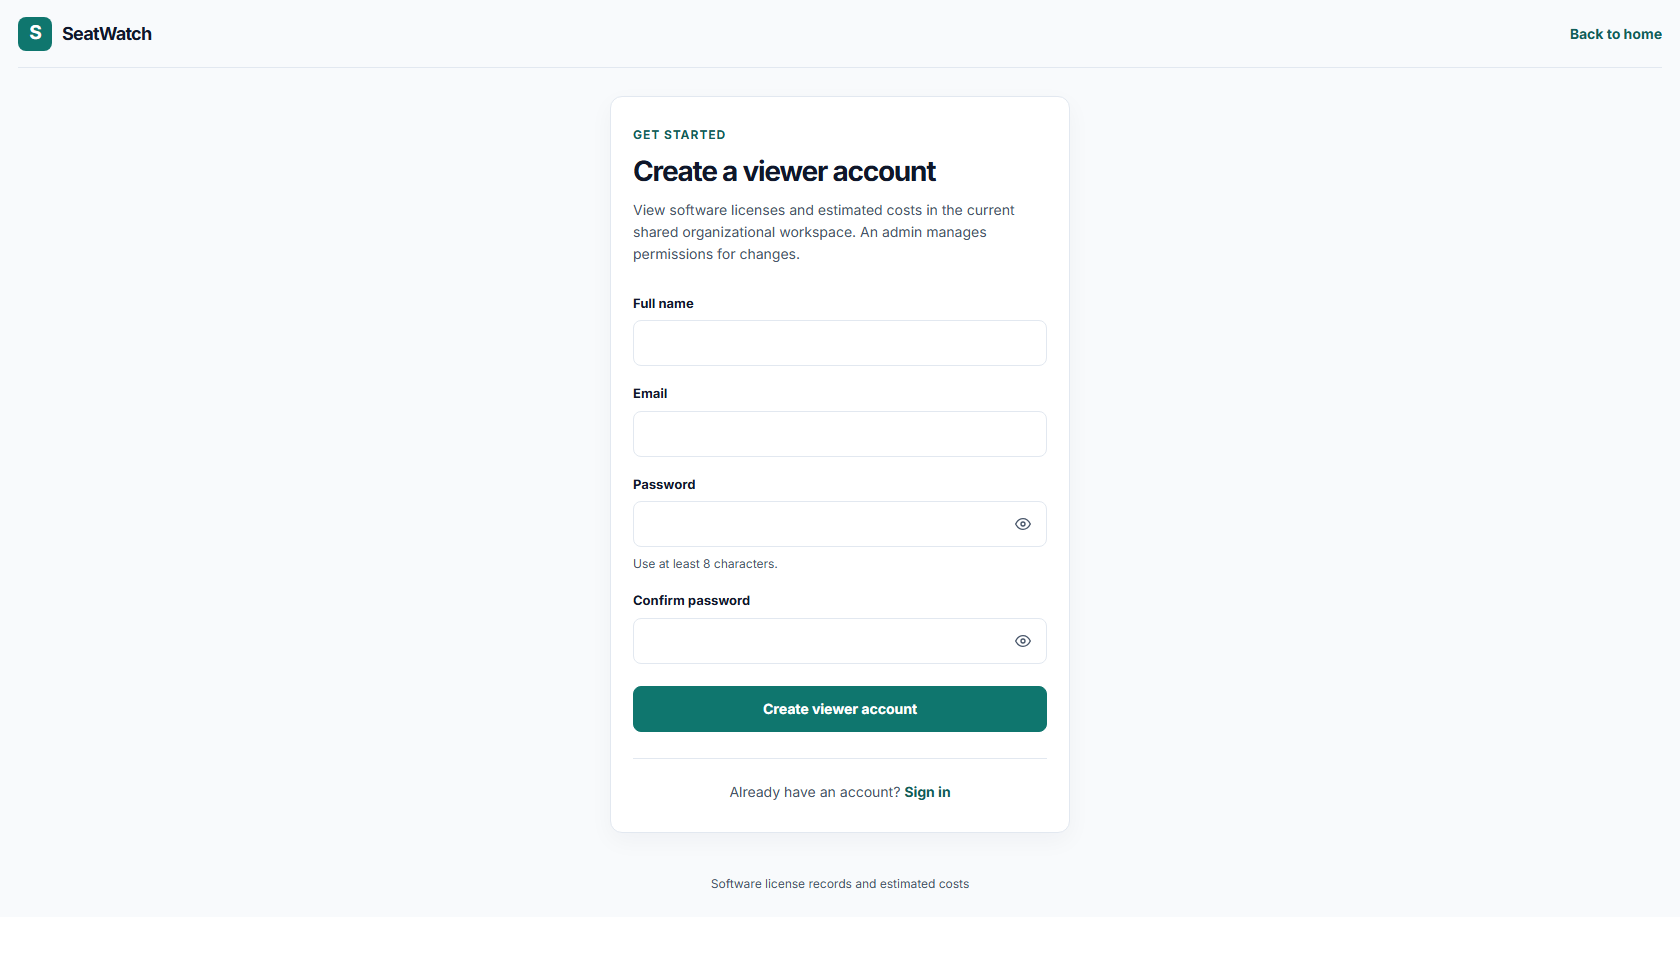 S SeatWatch
Back to home
GET STARTED
Create a viewer account
View software licenses and estimated costs in the current
shared organizational workspace. An admin manages
permissions for changes.
Full name
Email
Password
Use at least 8 characters.
Confirm password
Create viewer account
Already have an account? Sign in
Software license records and estimated costs